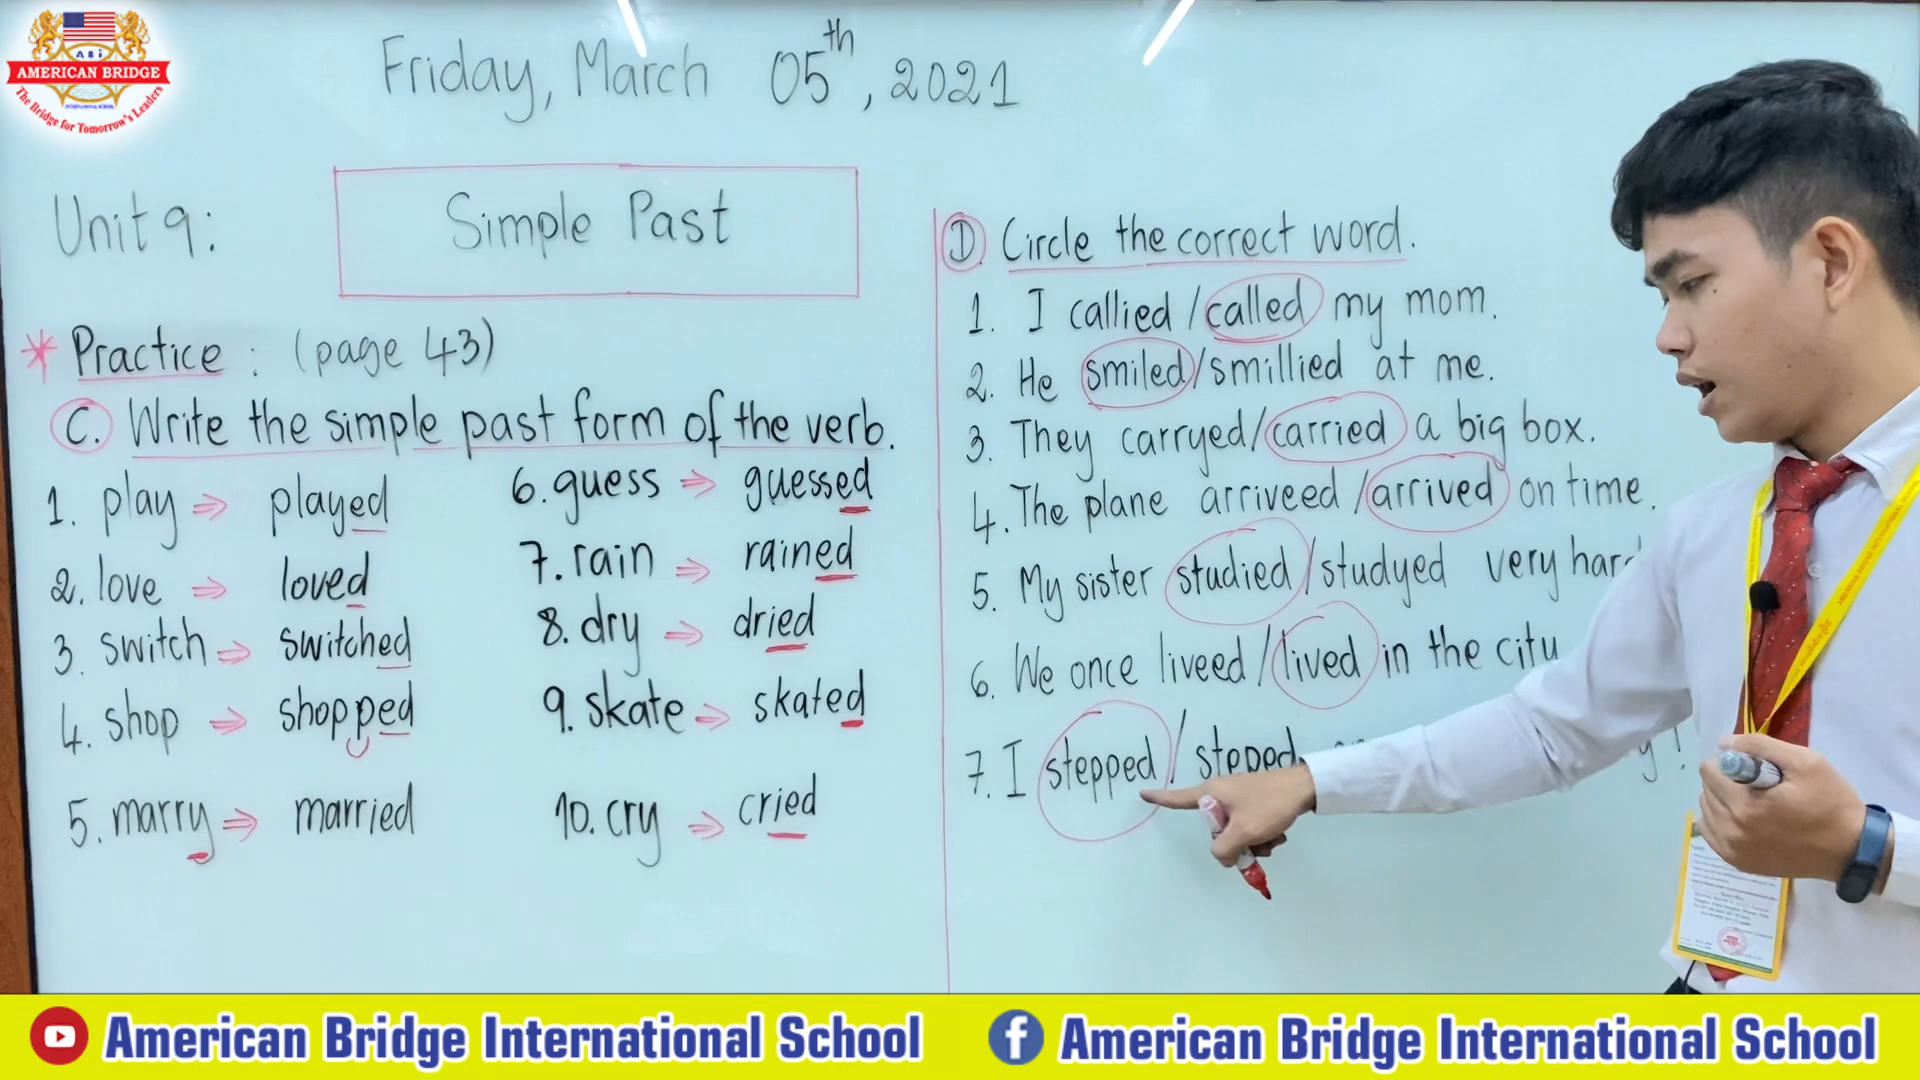 ABi
AMERICAN BRIDGE
INTERNATIONAL SCHOOL
The Bridge for Tomorrow's Leaders
Friday, March 05th, 2021
Unit 9:
Simple Past
* Practice : (page 43)
C. Write the simple past form of the verb.
1. play ⇒ played
2. love ⇒ loved
3. switch ⇒ switched
4. shop ⇒ shopped
5. marry ⇒ married
6. guess ⇒ guessed
7. rain ⇒ rained
8. dry ⇒ dried
9. skate ⇒ skated
10. cry ⇒ cried
D. Circle the correct word.
1. I callied / called my mom.
2. He smiled / smillied at me.
3. They carryed / carried a big box.
4. The plane arriveed / arrived on time.
5. My sister studied / studyed very hard
6. We once liveed / lived in the city
7. I stepped / steped
American Bridge International School
American Bridge International School